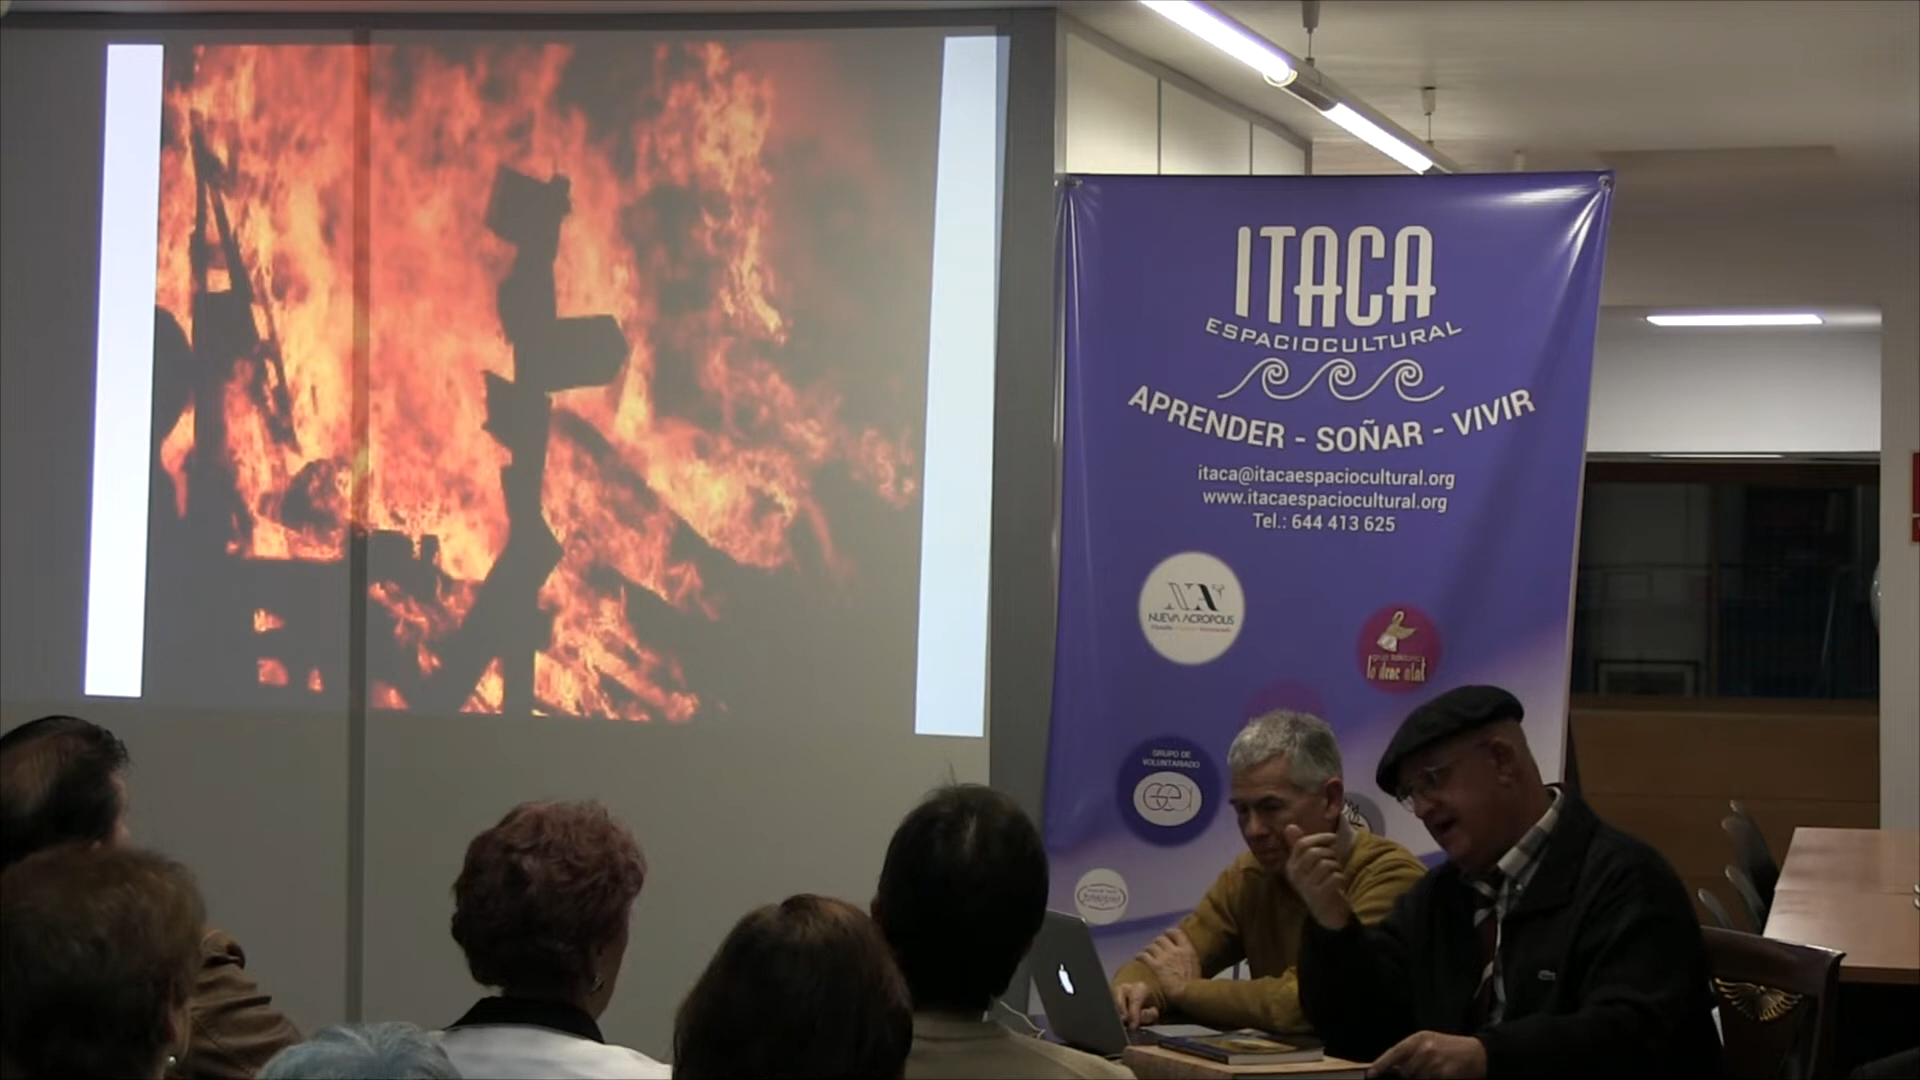 ITACA
ESPACIOCULTURAL
APRENDER - SOÑAR - VIVIR
itaca@itacaespaciocultural.org
www.itacaespaciocultural.org
Tel.: 644 413 625
NA
NUEVA ACROPOLIS
GRUPO DE
VOLUNTARIADO